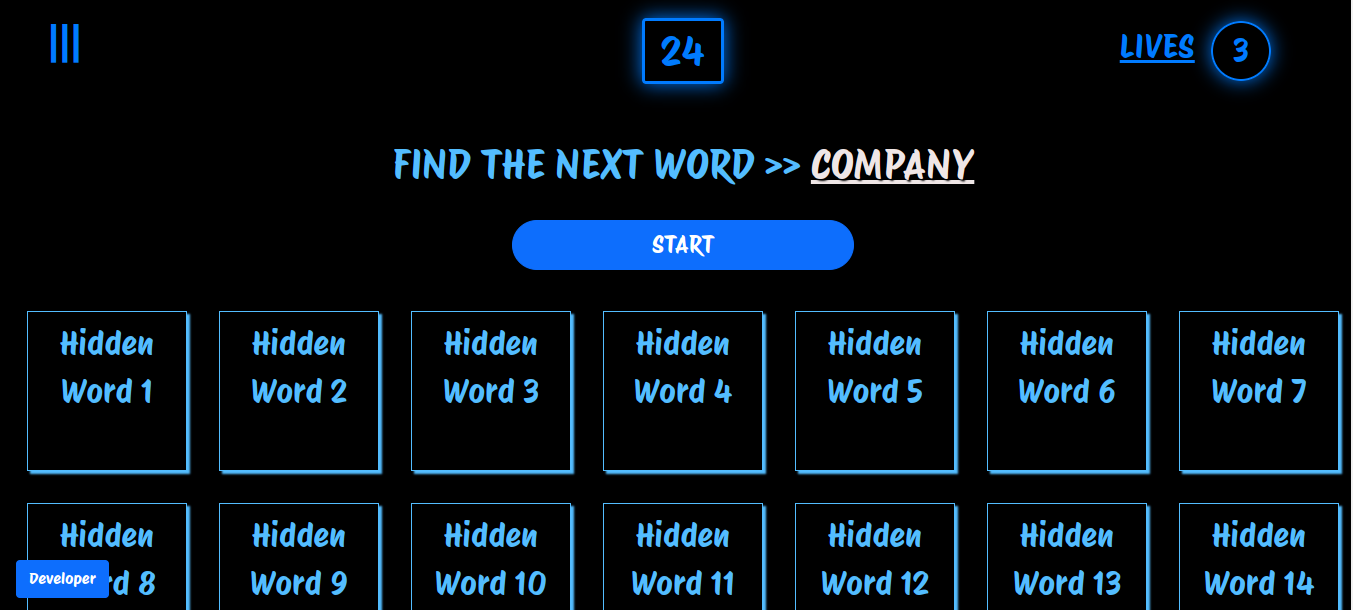 24
LIVES 3
FIND THE NEXT WORD >> COMPANY
START
Hidden Word 1
Hidden Word 2
Hidden Word 3
Hidden Word 4
Hidden Word 5
Hidden Word 6
Hidden Word 7
Hidden rd 8
Hidden Word 9
Hidden Word 10
Hidden Word 11
Hidden Word 12
Hidden Word 13
Hidden Word 14
Developer